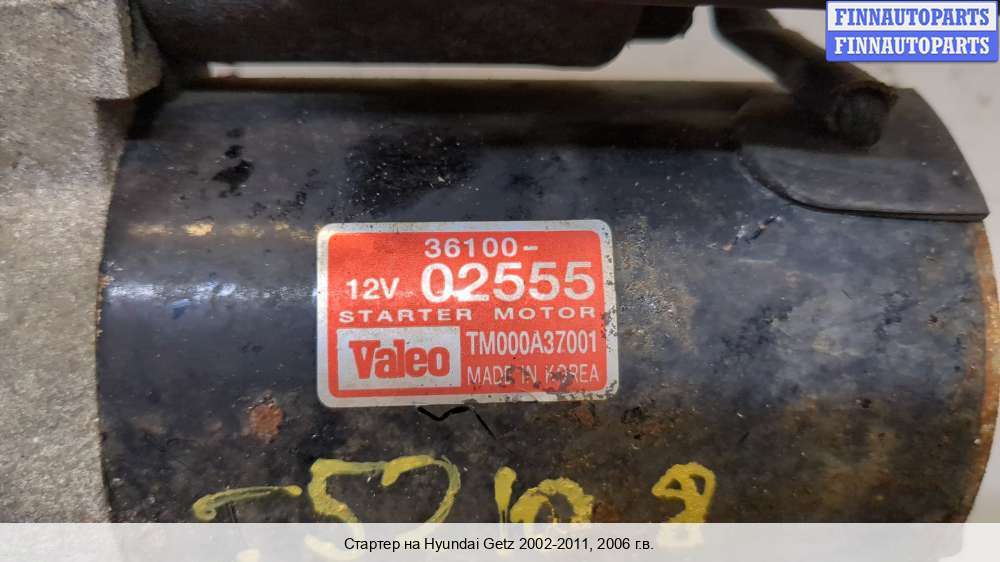 FINNAUTOPARTS
FINNAUTOPARTS
36100-
12V 02555
STARTER MOTOR
Valeo TM000A37001
MADE IN KOREA
Стартер на Hyundai Getz 2002-2011, 2006 г.в.